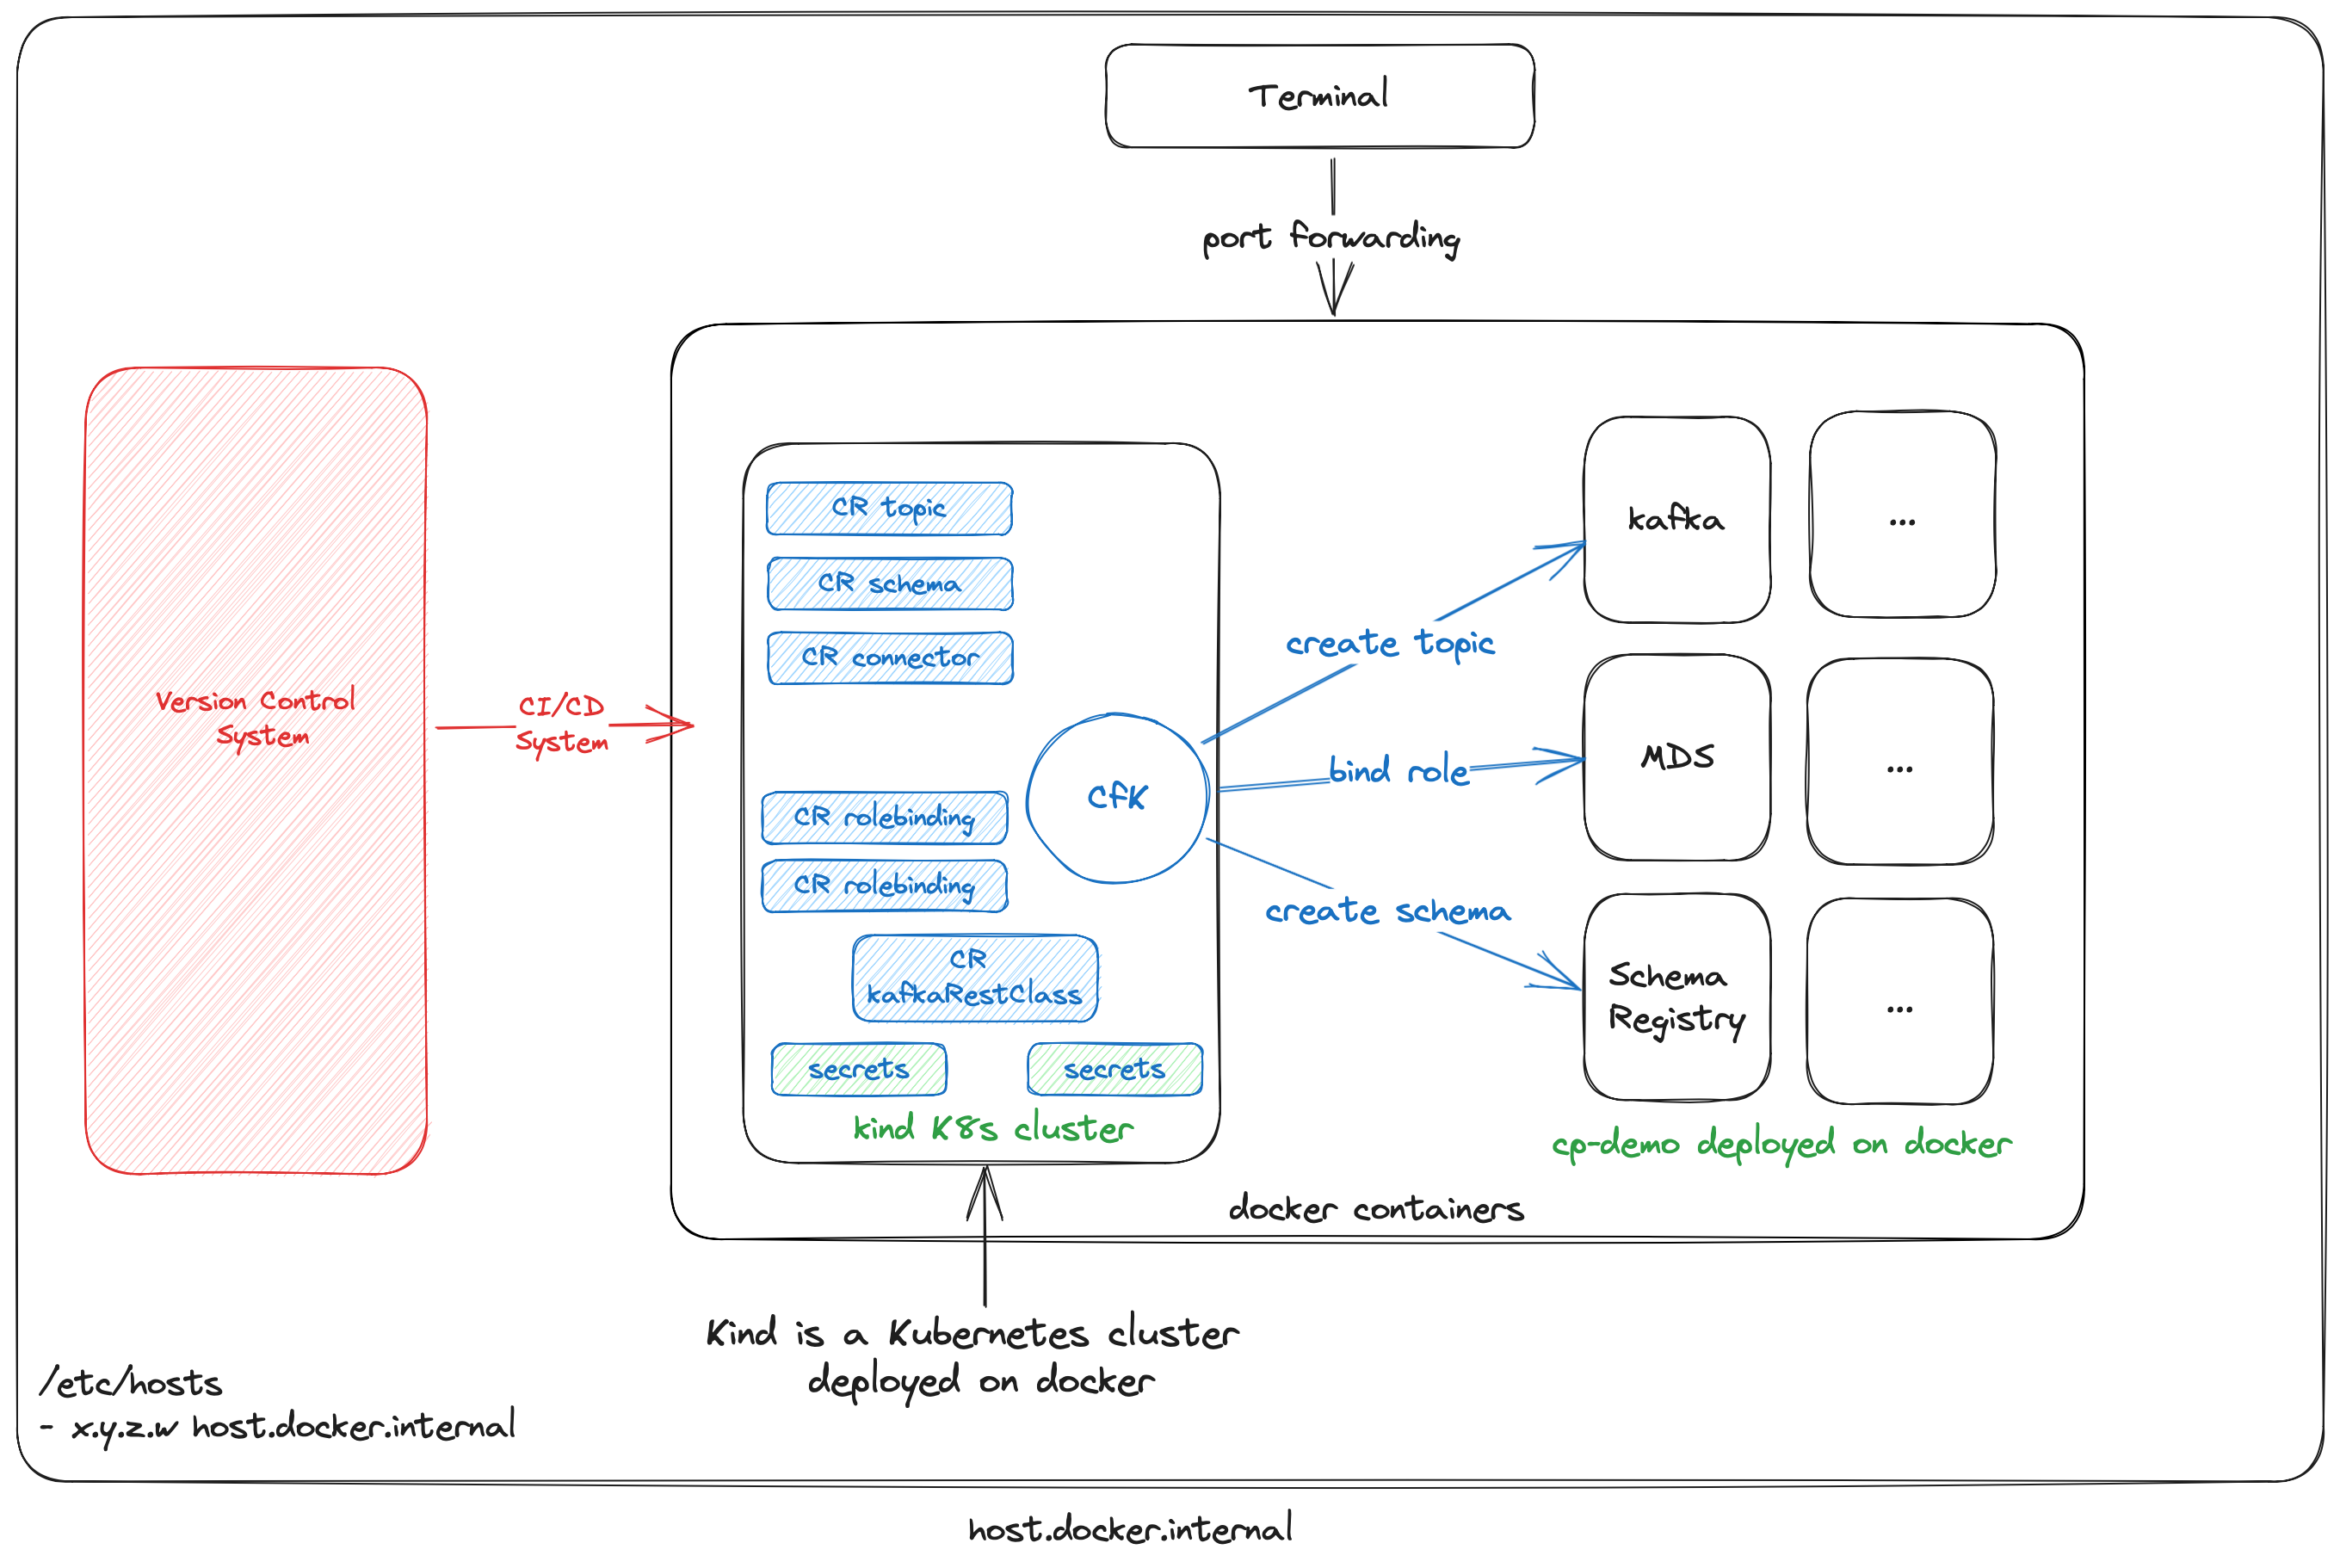 Terminal
port forwarding
Version Control
System
CI/CD
System
CR topic
CR schema
CR connector
CfK
CR rolebinding
CR rolebinding
CR
kafkaRestClass
secrets
secrets
kind K8s cluster
create topic
bind role
create schema
kafka
...
MDS
...
Schema
Registry
...
cp-demo deployed on docker
docker containers
Kind is a Kubernetes cluster
deployed on docker
/etc/hosts
- x.y.z.w host.docker.internal
host.docker.internal